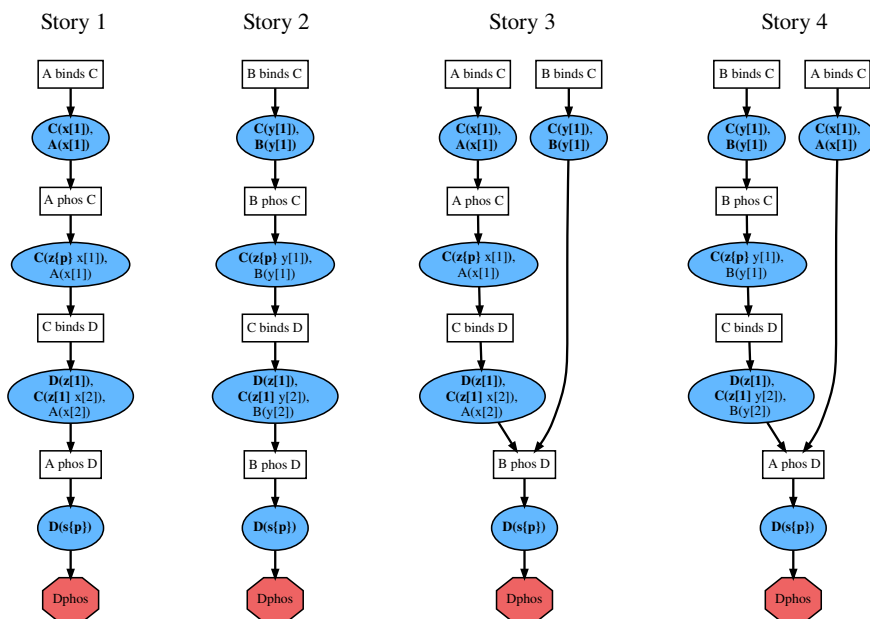 Story 1
A binds C
C(x[1]),
A(x[1])
A phos C
C(z{p} x[1]),
A(x[1])
C binds D
D(z[1]),
C(z[1] x[2]),
A(x[2])
A phos D
D(s{p})
Dphos
Story 2
B binds C
C(y[1]),
B(y[1])
B phos C
C(z{p} y[1]),
B(y[1])
C binds D
D(z[1]),
C(z[1] y[2]),
B(y[2])
B phos D
D(s{p})
Dphos
Story 3
A binds C
B binds C
C(x[1]),
A(x[1])
C(y[1]),
B(y[1])
A phos C
C(z{p} x[1]),
A(x[1])
C binds D
D(z[1]),
C(z[1] x[2]),
A(x[2])
B phos D
D(s{p})
Dphos
Story 4
B binds C
A binds C
C(y[1]),
B(y[1])
C(x[1]),
A(x[1])
B phos C
C(z{p} y[1]),
B(y[1])
C binds D
D(z[1]),
C(z[1] y[2]),
B(y[2])
A phos D
D(s{p})
Dphos